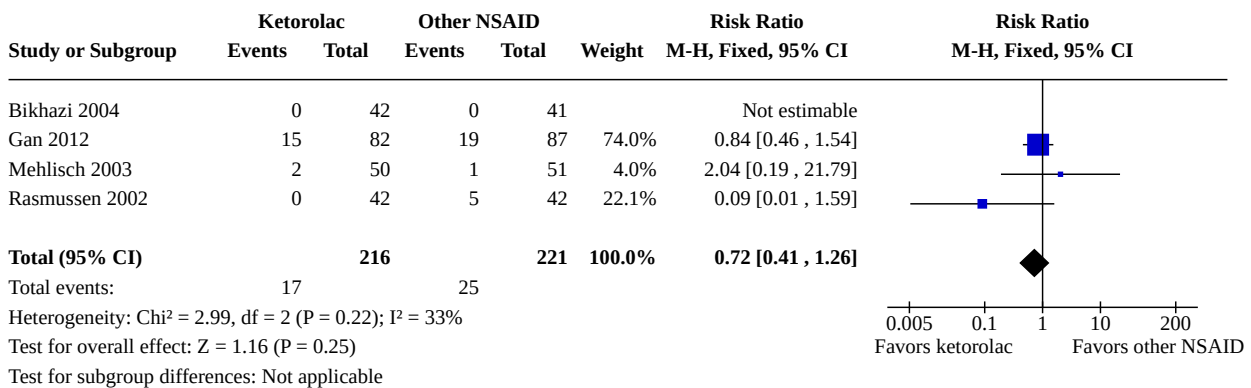 Ketorolac Other NSAID Risk Ratio Risk Ratio
Study or Subgroup Events Total Events Total Weight M-H, Fixed, 95% CI M-H, Fixed, 95% CI
Bikhazi 2004 0 42 0 41 Not estimable
Gan 2012 15 82 19 87 74.0% 0.84 [0.46 , 1.54]
Mehlisch 2003 2 50 1 51 4.0% 2.04 [0.19 , 21.79]
Rasmussen 2002 0 42 5 42 22.1% 0.09 [0.01 , 1.59]
Total (95% CI) 216 221 100.0% 0.72 [0.41 , 1.26]
Total events: 17 25
Heterogeneity: Chi² = 2.99, df = 2 (P = 0.22); I² = 33%
0.005 0.1 1 10 200
Test for overall effect: Z = 1.16 (P = 0.25)
Favors ketorolac Favors other NSAID
Test for subgroup differences: Not applicable